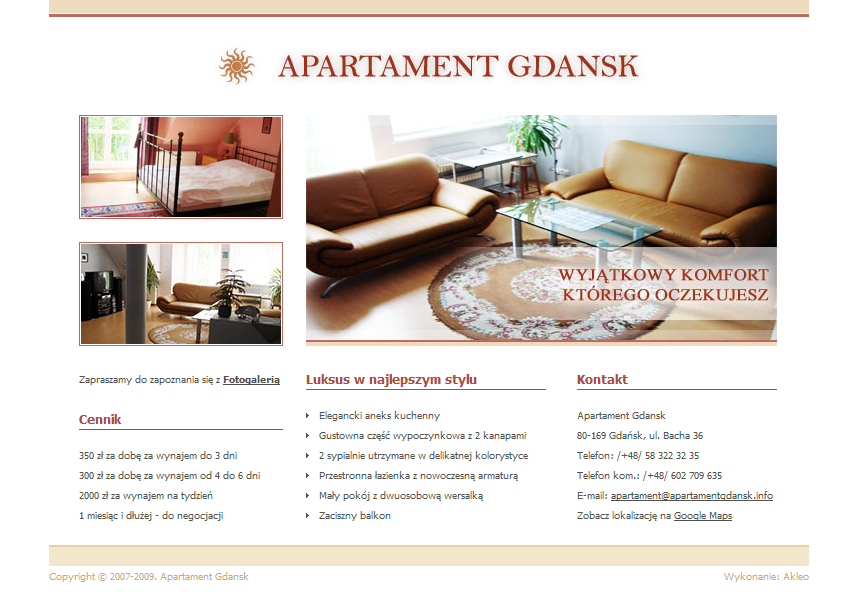 APARTAMENT GDANSK
WYJĄTKOWY KOMFORT
KTÓREGO OCZEKUJESZ
Zapraszamy do zapoznania się z Fotogalerią
Cennik
350 zł za dobę za wynajem do 3 dni
300 zł za dobę za wynajem od 4 do 6 dni
2000 zł za wynajem na tydzień
1 miesiąc i dłużej - do negocjacji
Luksus w najlepszym stylu
Elegancki aneks kuchenny
Gustowna część wypoczynkowa z 2 kanapami
2 sypialnie utrzymane w delikatnej kolorystyce
Przestronna łazienka z nowoczesną armaturą
Mały pokój z dwuosobową wersalką
Zaciszny balkon
Kontakt
Apartament Gdansk
80-169 Gdańsk, ul. Bacha 36
Telefon: /+48/ 58 322 32 35
Telefon kom.: /+48/ 602 709 635
E-mail: apartament@apartamentgdansk.info
Zobacz lokalizację na Google Maps
Copyright © 2007-2009. Apartament Gdansk
Wykonanie: Akleo